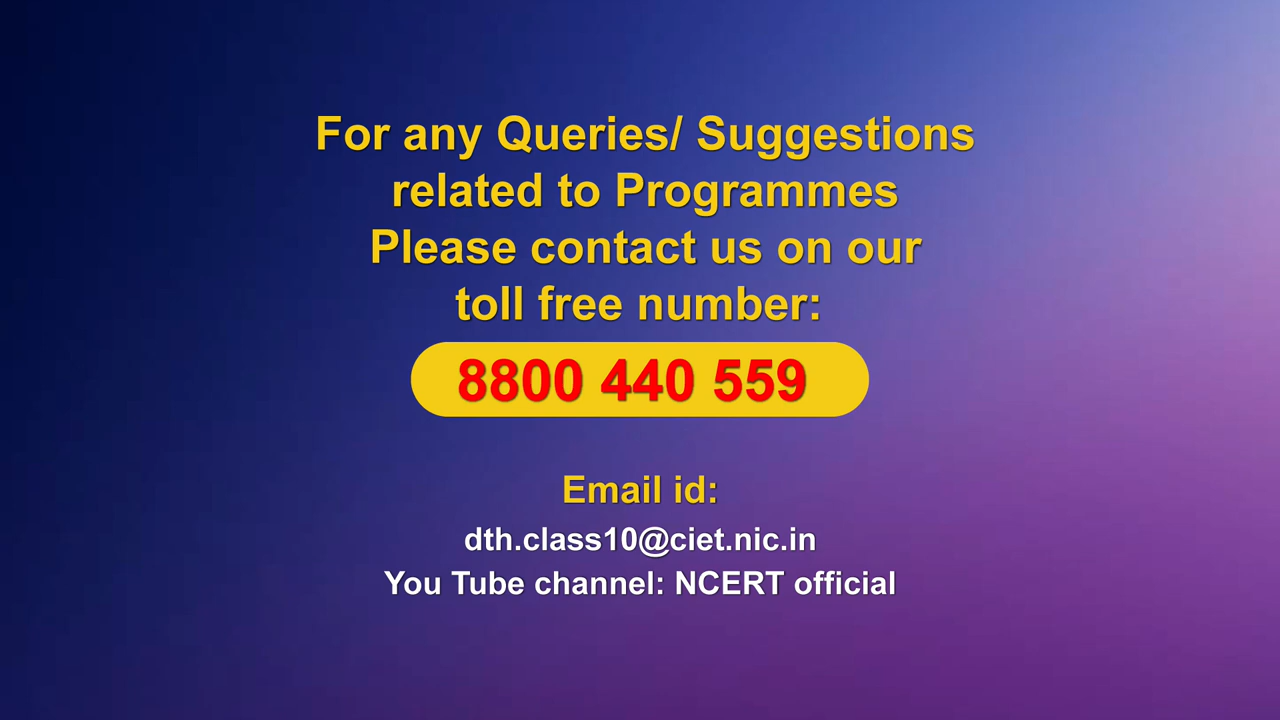 For any Queries/ Suggestions
related to Programmes
Please contact us on our
toll free number:
8800 440 559
Email id:
dth.class10@ciet.nic.in
You Tube channel: NCERT official